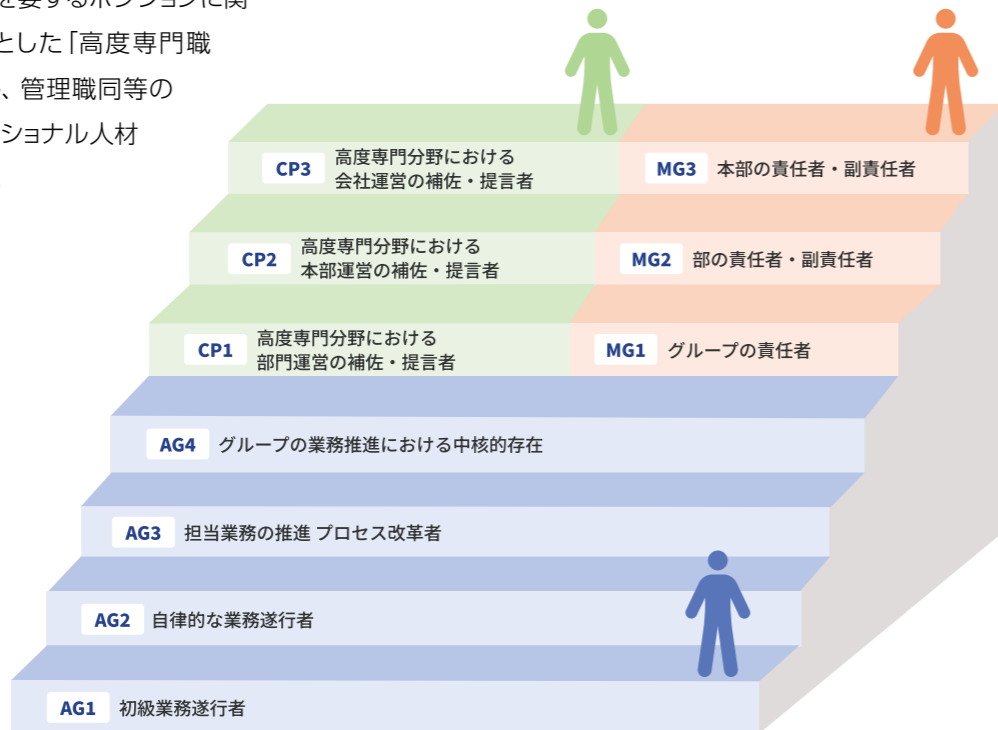 を要するポジションに関
とした「高度専門職
、管理職同等の
ショナル人材
CP3 高度専門分野における
会社運営の補佐・提言者
MG3 本部の責任者・副責任者
CP2 高度専門分野における
本部運営の補佐・提言者
MG2 部の責任者・副責任者
CP1 高度専門分野における
部門運営の補佐・提言者
MG1 グループの責任者
AG4 グループの業務推進における中核的存在
AG3 担当業務の推進 プロセス改革者
AG2 自律的な業務遂行者
AG1 初級業務遂行者